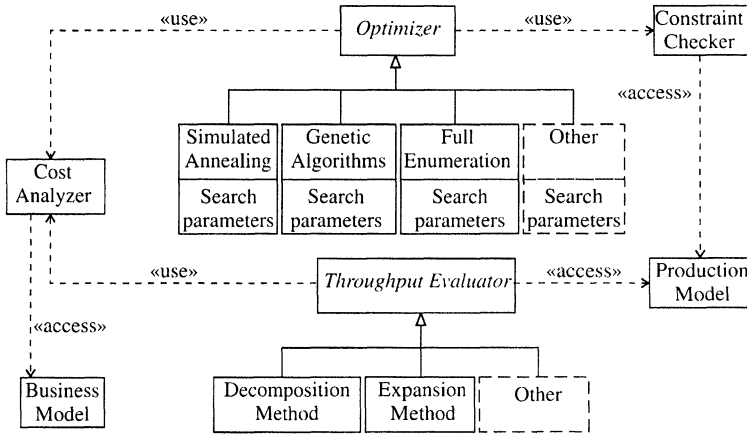 «use»
Optimizer
«use»
Constraint
Checker
«access»
Simulated
Annealing
Search
parameters
Genetic
Algorithms
Search
parameters
Full
Enumeration
Search
parameters
Other
Search
parameters
Cost
Analyzer
«use»
Throughput Evaluator
«access»
Production
Model
«access»
Business
Model
Decomposition
Method
Expansion
Method
Other